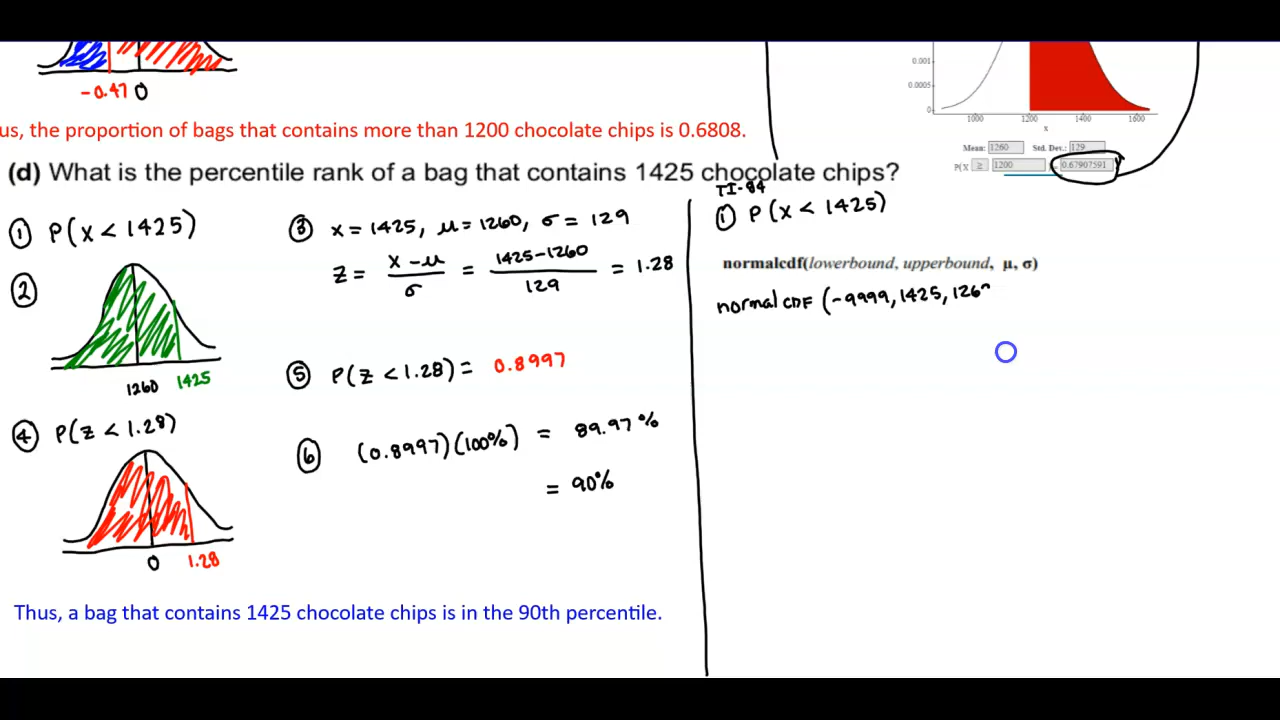 -0.47 0
us, the proportion of bags that contains more than 1200 chocolate chips is 0.6808.
0.001
0.0005
0
1000 1200 1400 1600
x
Mean: 1260 Std. Dev.: 129
P(X ≥ 1200 0.67907591
(d) What is the percentile rank of a bag that contains 1425 chocolate chips?
① P(x < 1425)
②
1260 1425
③ x = 1425, μ = 1260, σ = 129
z = x - μ / σ = 1425 - 1260 / 129 = 1.28
④ P(z < 1.28)
0 1.28
⑤ P(z < 1.28) = 0.8997
⑥ (0.8997)(100%) = 89.97%
= 90%
Thus, a bag that contains 1425 chocolate chips is in the 90th percentile.
TI-84
① P(x < 1425)
normalcdf(lowerbound, upperbound, μ, σ)
normalCDF (-9999, 1425, 126